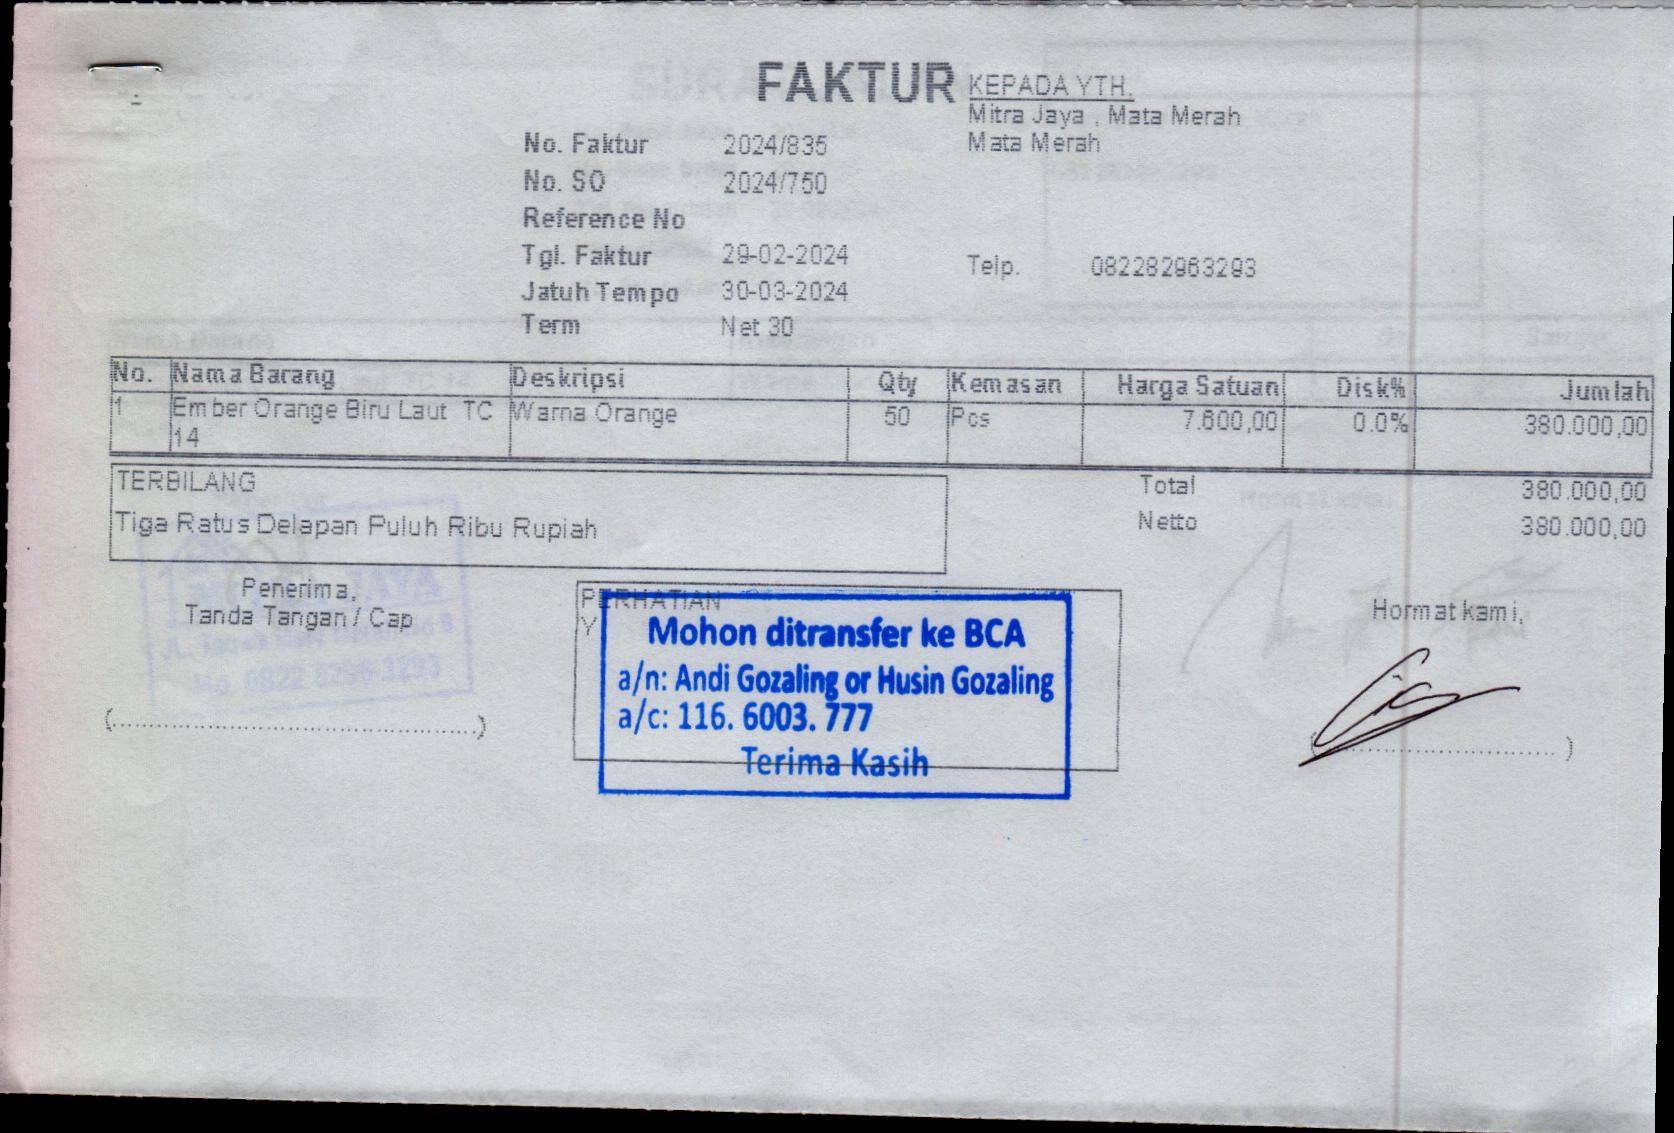 FAKTUR
KEPADA YTH.
Mitra Jaya , Mata Merah
Mata Merah
No. Faktur 2024/835
No. SO 2024/750
Reference No
Tgl. Faktur 29-02-2024
Telp. 082282963293
Jatuh Tempo 30-03-2024
Term Net 30
No. Nama Barang Deskripsi Qty Kemasan Harga Satuan Disk% Jumlah
1 Ember Orange Biru Laut TC Warna Orange 50 Pcs 7.600,00 0.0% 380.000,00
14
TERBILANG
Total 380.000,00
Tiga Ratus Delapan Puluh Ribu Rupiah
Netto 380.000,00
Penerima,
Tanda Tangan / Cap
PERHATIAN
Y
Mohon ditransfer ke BCA
a/n: Andi Gozaling or Husin Gozaling
a/c: 116. 6003. 777
Terima Kasih
Hormat kami,
(....................................................)
(....................................)